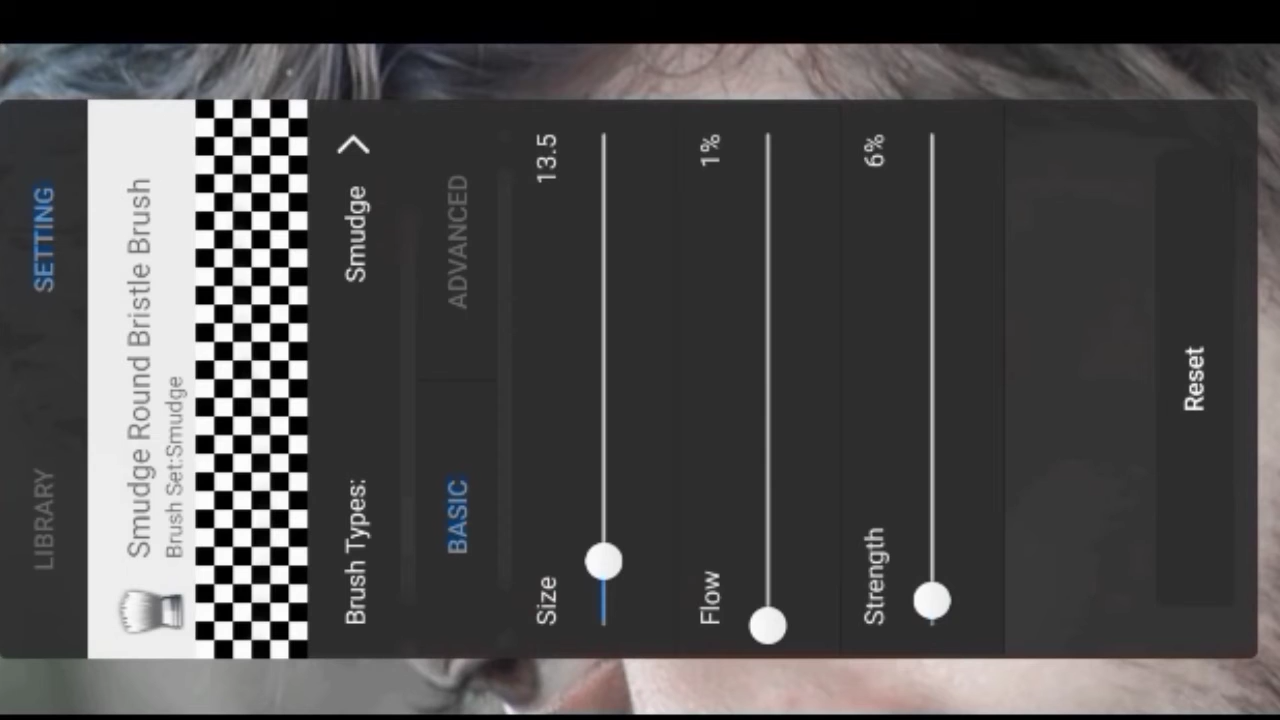 LIBRARY SETTING
Smudge Round Bristle Brush
Brush Set:Smudge
Brush Types: Smudge
BASIC ADVANCED
Size 13.5
Flow 1%
Strength 6%
Reset